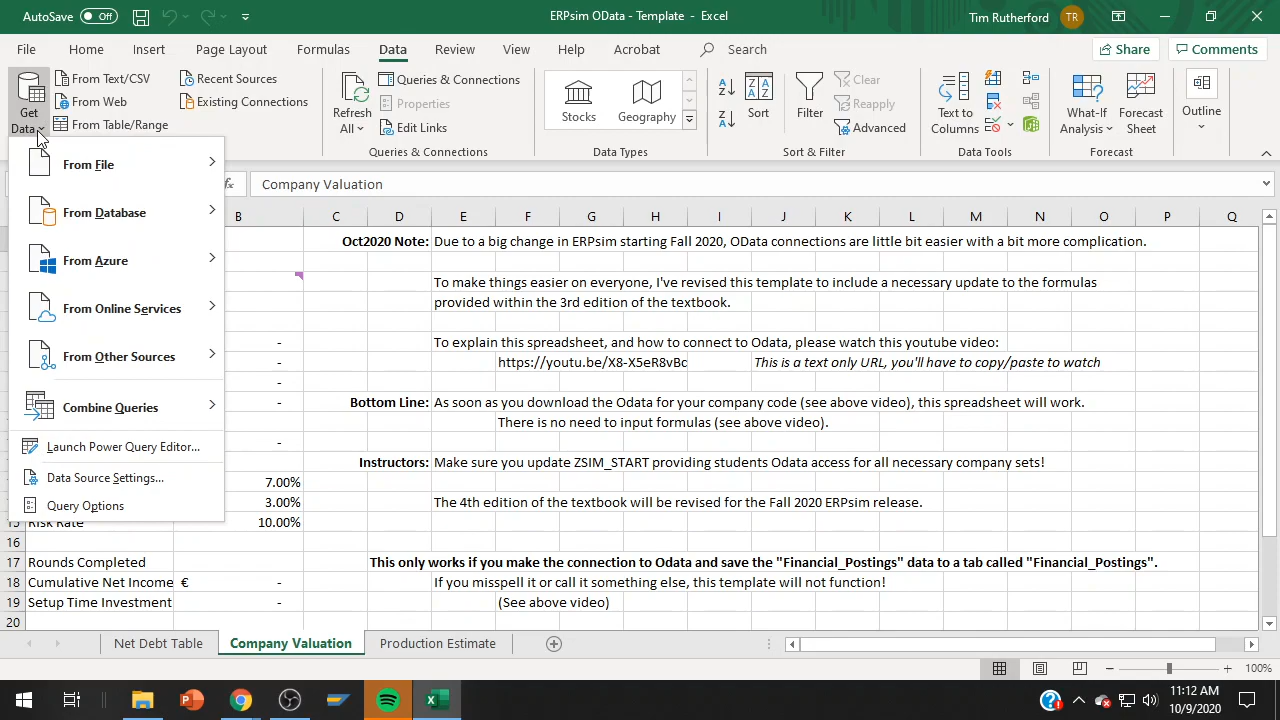 AutoSave Off
ERPsim OData - Template - Excel
Tim Rutherford TR
File Home Insert Page Layout Formulas Data Review View Help Acrobat Search Share Comments
Get Data
From Text/CSV
From Web
From Table/Range
Recent Sources
Existing Connections
Refresh All
Queries & Connections
Properties
Edit Links
Queries & Connections
Stocks Geography
Data Types
Sort
Filter
Clear
Reapply
Advanced
Sort & Filter
Text to Columns
Data Tools
What-If Analysis
Forecast Sheet
Forecast
Outline
From File
From Database
From Azure
From Online Services
From Other Sources
Combine Queries
Launch Power Query Editor...
Data Source Settings...
Query Options
fx Company Valuation
B C D E F G H I J K L M N O P Q
Oct2020 Note: Due to a big change in ERPsim starting Fall 2020, OData connections are little bit easier with a bit more complication.
To make things easier on everyone, I've revised this template to include a necessary update to the formulas
provided within the 3rd edition of the textbook.
- To explain this spreadsheet, and how to connect to Odata, please watch this youtube video:
- https://youtu.be/X8-X5eR8vBc This is a text only URL, you'll have to copy/paste to watch
-
- Bottom Line: As soon as you download the Odata for your company code (see above video), this spreadsheet will work.
There is no need to input formulas (see above video).
-
Instructors: Make sure you update ZSIM_START providing students Odata access for all necessary company sets!
7.00%
3.00% The 4th edition of the textbook will be revised for the Fall 2020 ERPsim release.
15 Risk Rate 10.00%
16
17 Rounds Completed This only works if you make the connection to Odata and save the "Financial_Postings" data to a tab called "Financial_Postings".
18 Cumulative Net Income € - If you misspell it or call it something else, this template will not function!
19 Setup Time Investment - (See above video)
20
Net Debt Table Company Valuation Production Estimate
100%
11:12 AM
10/9/2020